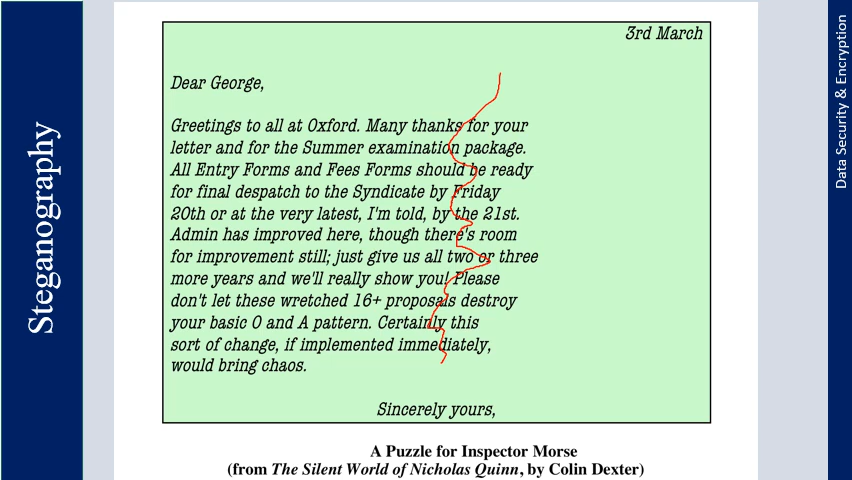 Steganography
Data Security & Encryption
3rd March
Dear George,
Greetings to all at Oxford. Many thanks for your
letter and for the Summer examination package.
All Entry Forms and Fees Forms should be ready
for final despatch to the Syndicate by Friday
20th or at the very latest, I'm told, by the 21st.
Admin has improved here, though there's room
for improvement still; just give us all two or three
more years and we'll really show you! Please
don't let these wretched 16+ proposals destroy
your basic O and A pattern. Certainly this
sort of change, if implemented immediately,
would bring chaos.
Sincerely yours,
A Puzzle for Inspector Morse
(from The Silent World of Nicholas Quinn, by Colin Dexter)